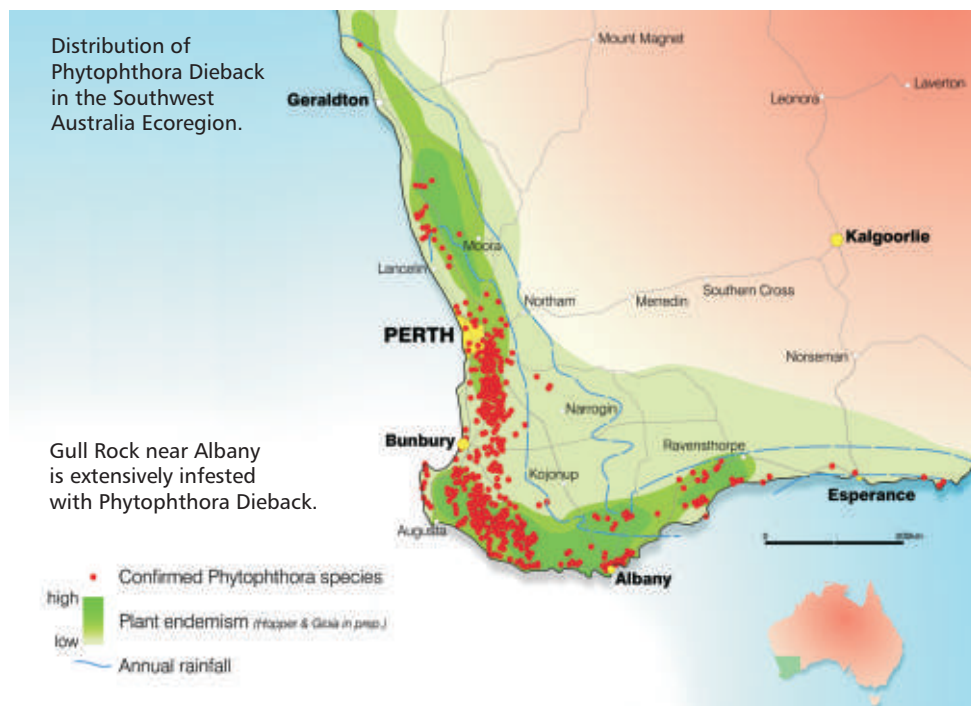 Distribution of
Phytophthora Dieback
in the Southwest
Australia Ecoregion.
Mount Magnet
Leonora
Laverton
Geraldton
Kalgoorlie
Moora
Lancelin
Northam
Merredin
Southern Cross
PERTH
Norseman
Narrogin
Bunbury
Ravensthorpe
Kojonup
Gull Rock near Albany
is extensively infested
with Phytophthora Dieback.
Esperance
Augusta
Albany
Confirmed Phytophthora species
high
Plant endemism (Hopper & Gioia in prep.)
low
Annual rainfall